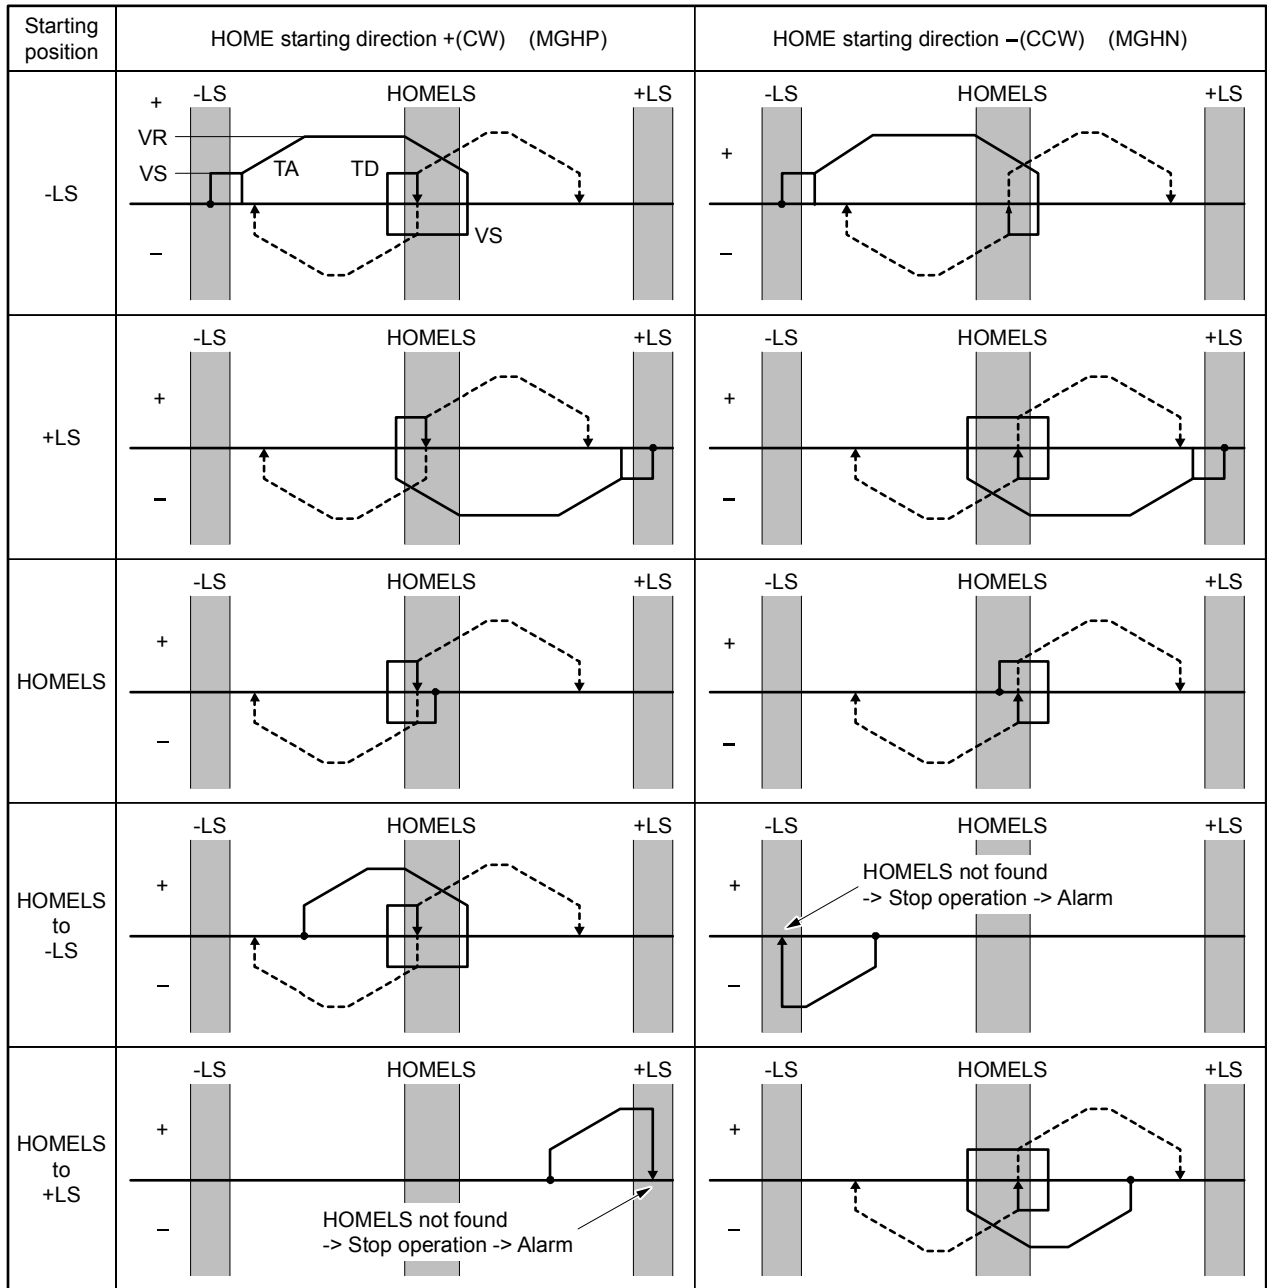 Starting
position
HOME starting direction +(CW) (MGHP)
HOME starting direction –(CCW) (MGHN)
-LS
-LS
HOMELS
+LS
+
VR
VS
TA
TD
VS
–
-LS
HOMELS
+LS
+
–
+LS
-LS
HOMELS
+LS
+
–
-LS
HOMELS
+LS
+
–
HOMELS
-LS
HOMELS
+LS
+
–
-LS
HOMELS
+LS
+
–
HOMELS
to
-LS
-LS
HOMELS
+LS
+
–
-LS
HOMELS
+LS
HOMELS not found
-> Stop operation -> Alarm
+
–
HOMELS
to
+LS
-LS
HOMELS
+LS
+
–
HOMELS not found
-> Stop operation -> Alarm
-LS
HOMELS
+LS
+
–